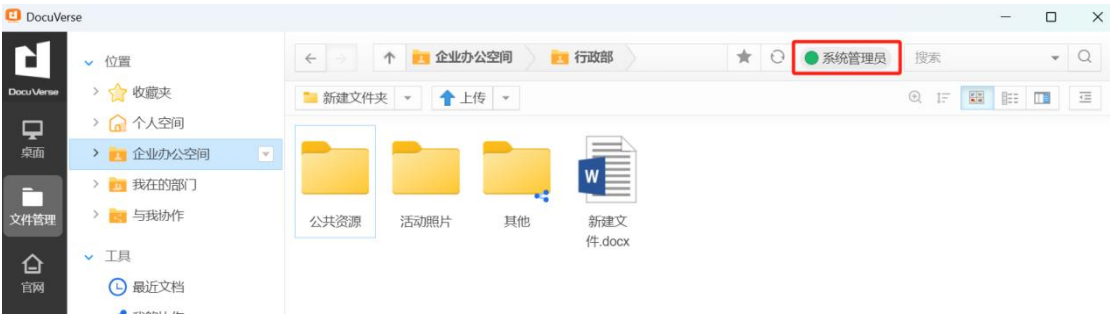 DocuVerse
DocuVerse
桌面
文件管理
官网
位置
收藏夹
个人空间
企业办公空间
我在的部门
与我协作
工具
最近文档
企业办公空间 行政部 系统管理员 搜索
新建文件夹 上传
公共资源 活动照片 其他 新建文
件.docx
W